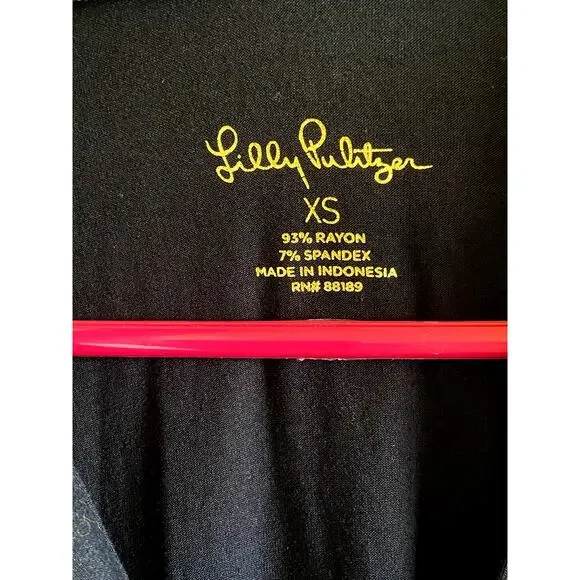 Lilly Pulitzer
XS
93% RAYON
7% SPANDEX
MADE IN INDONESIA
RN# 88189